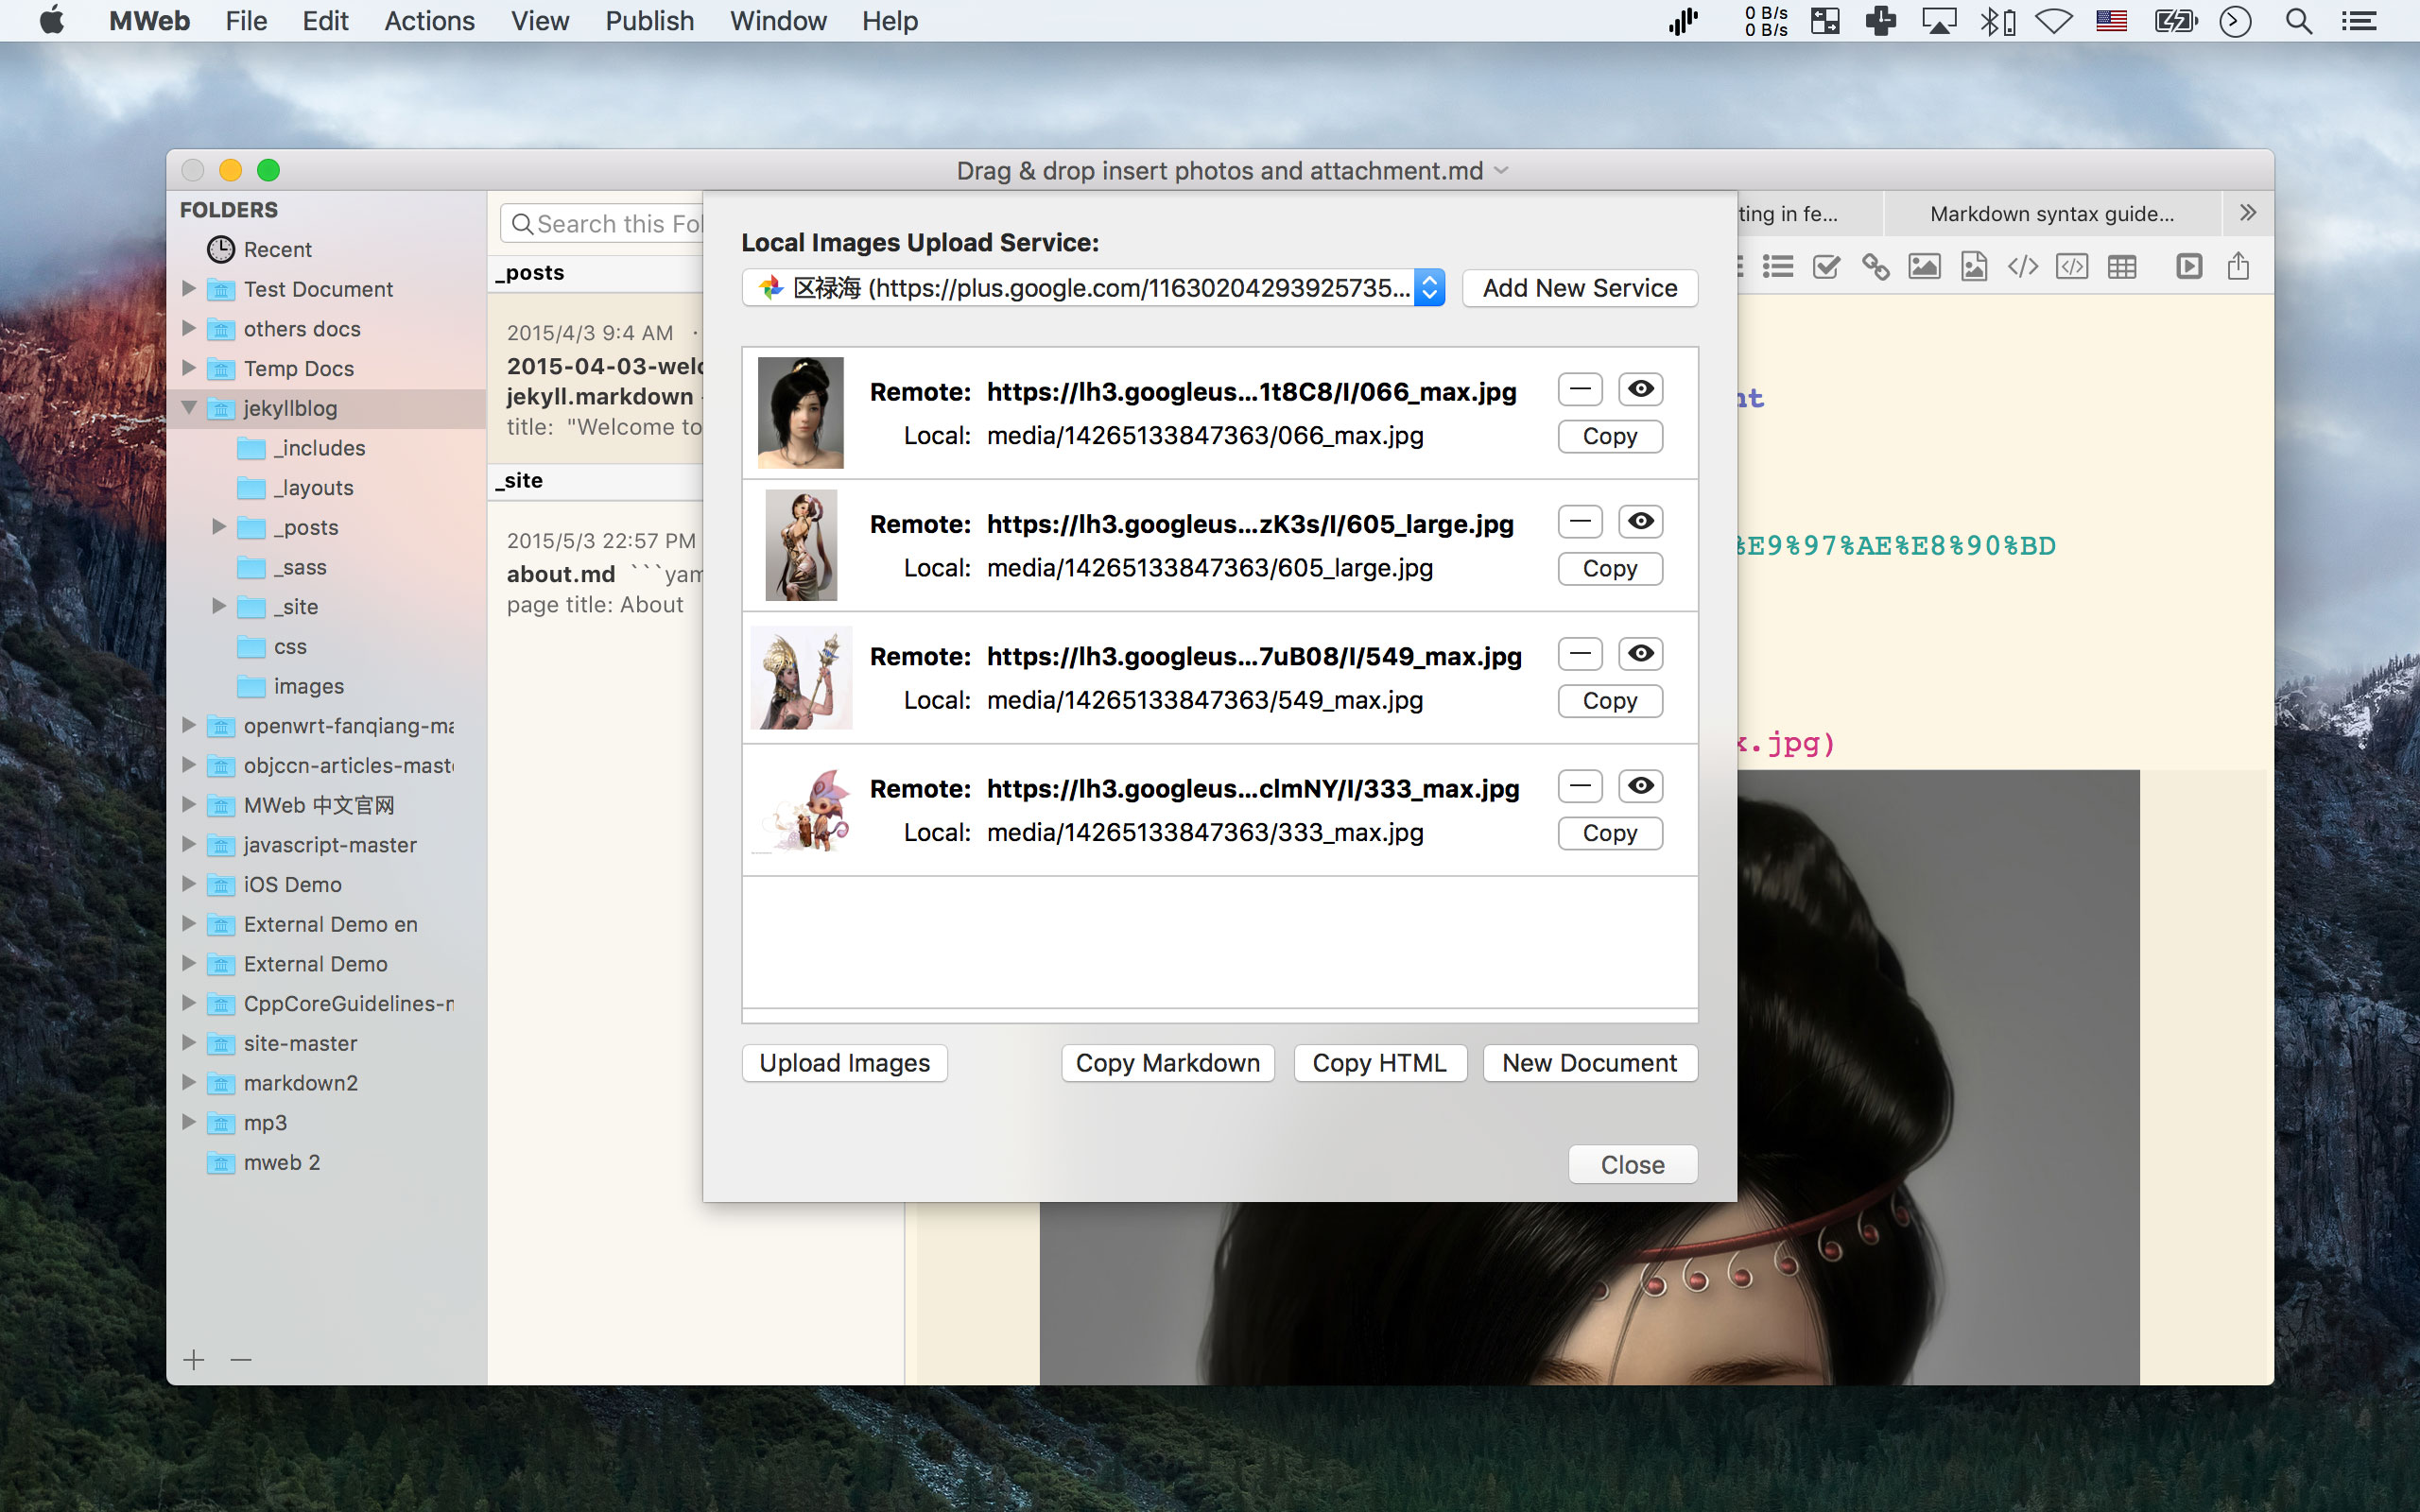 MWeb File Edit Actions View Publish Window Help
0 B/s
0 B/s
Drag & drop insert photos and attachment.md
FOLDERS
Recent
Test Document
others docs
Temp Docs
jekyllblog
_includes
_layouts
_posts
_sass
_site
css
images
openwrt-fanqiang-ma
objccn-articles-mast
MWeb 中文官网
javascript-master
iOS Demo
External Demo en
External Demo
CppCoreGuidelines-
site-master
markdown2
mp3
mweb 2
Search this Fol
_posts
2015/4/3 9:4 AM ·
2015-04-03-welc
jekyll.markdown
title: "Welcome to
_site
2015/5/3 22:57 PM
about.md ```yam
page title: About
Local Images Upload Service:
区禄海 (https://plus.google.com/11630204293925735...
Add New Service
Remote: https://lh3.googleus...1t8C8/I/066_max.jpg
Local: media/14265133847363/066_max.jpg
Copy
Remote: https://lh3.googleus...zK3s/I/605_large.jpg
Local: media/14265133847363/605_large.jpg
Copy
Remote: https://lh3.googleus...7uB08/I/549_max.jpg
Local: media/14265133847363/549_max.jpg
Copy
Remote: https://lh3.googleus...clmNY/I/333_max.jpg
Local: media/14265133847363/333_max.jpg
Copy
Upload Images Copy Markdown Copy HTML New Document
Close
ting in fe... Markdown syntax guide...
nt
%E9%97%AE%E8%90%BD
x.jpg)